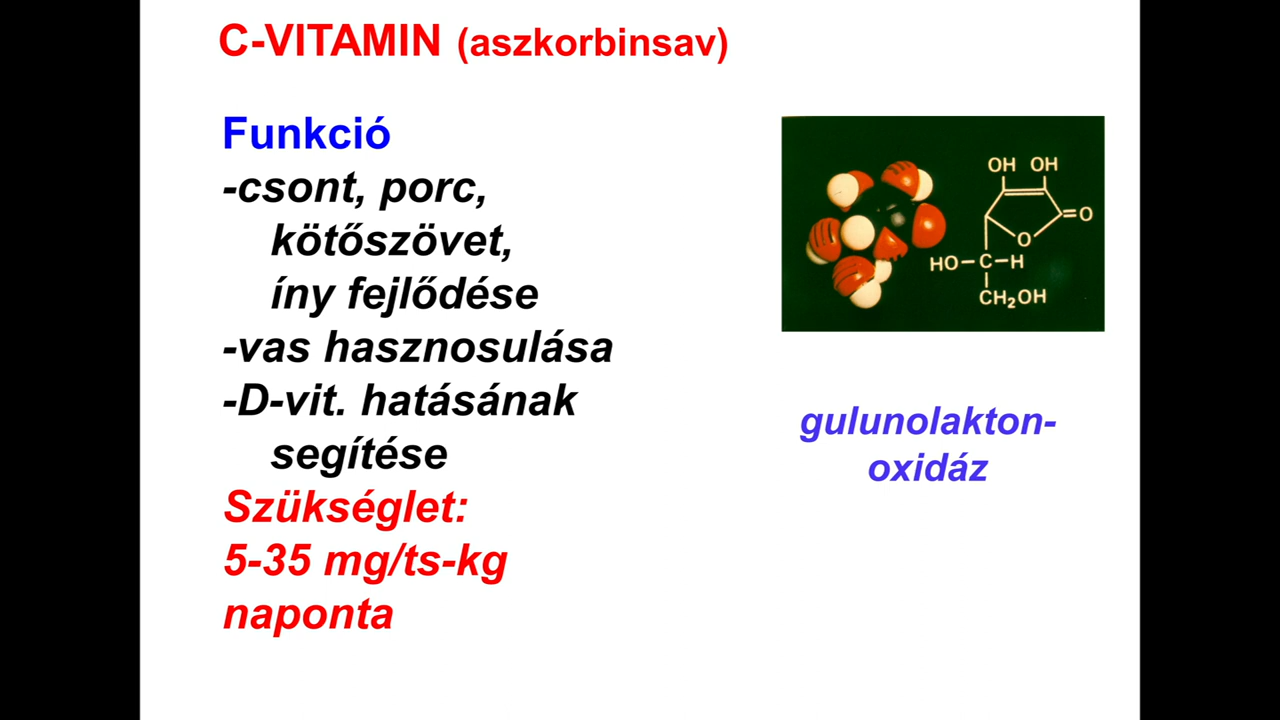 C-VITAMIN (aszkorbinsav)
Funkció
-csont, porc,
kötőszövet,
íny fejlődése
-vas hasznosulása
-D-vit. hatásának
segítése
Szükséglet:
5-35 mg/ts-kg
naponta
OH OH
=O
O
HO-C-H
CH₂OH
gulunolakton-
oxidáz